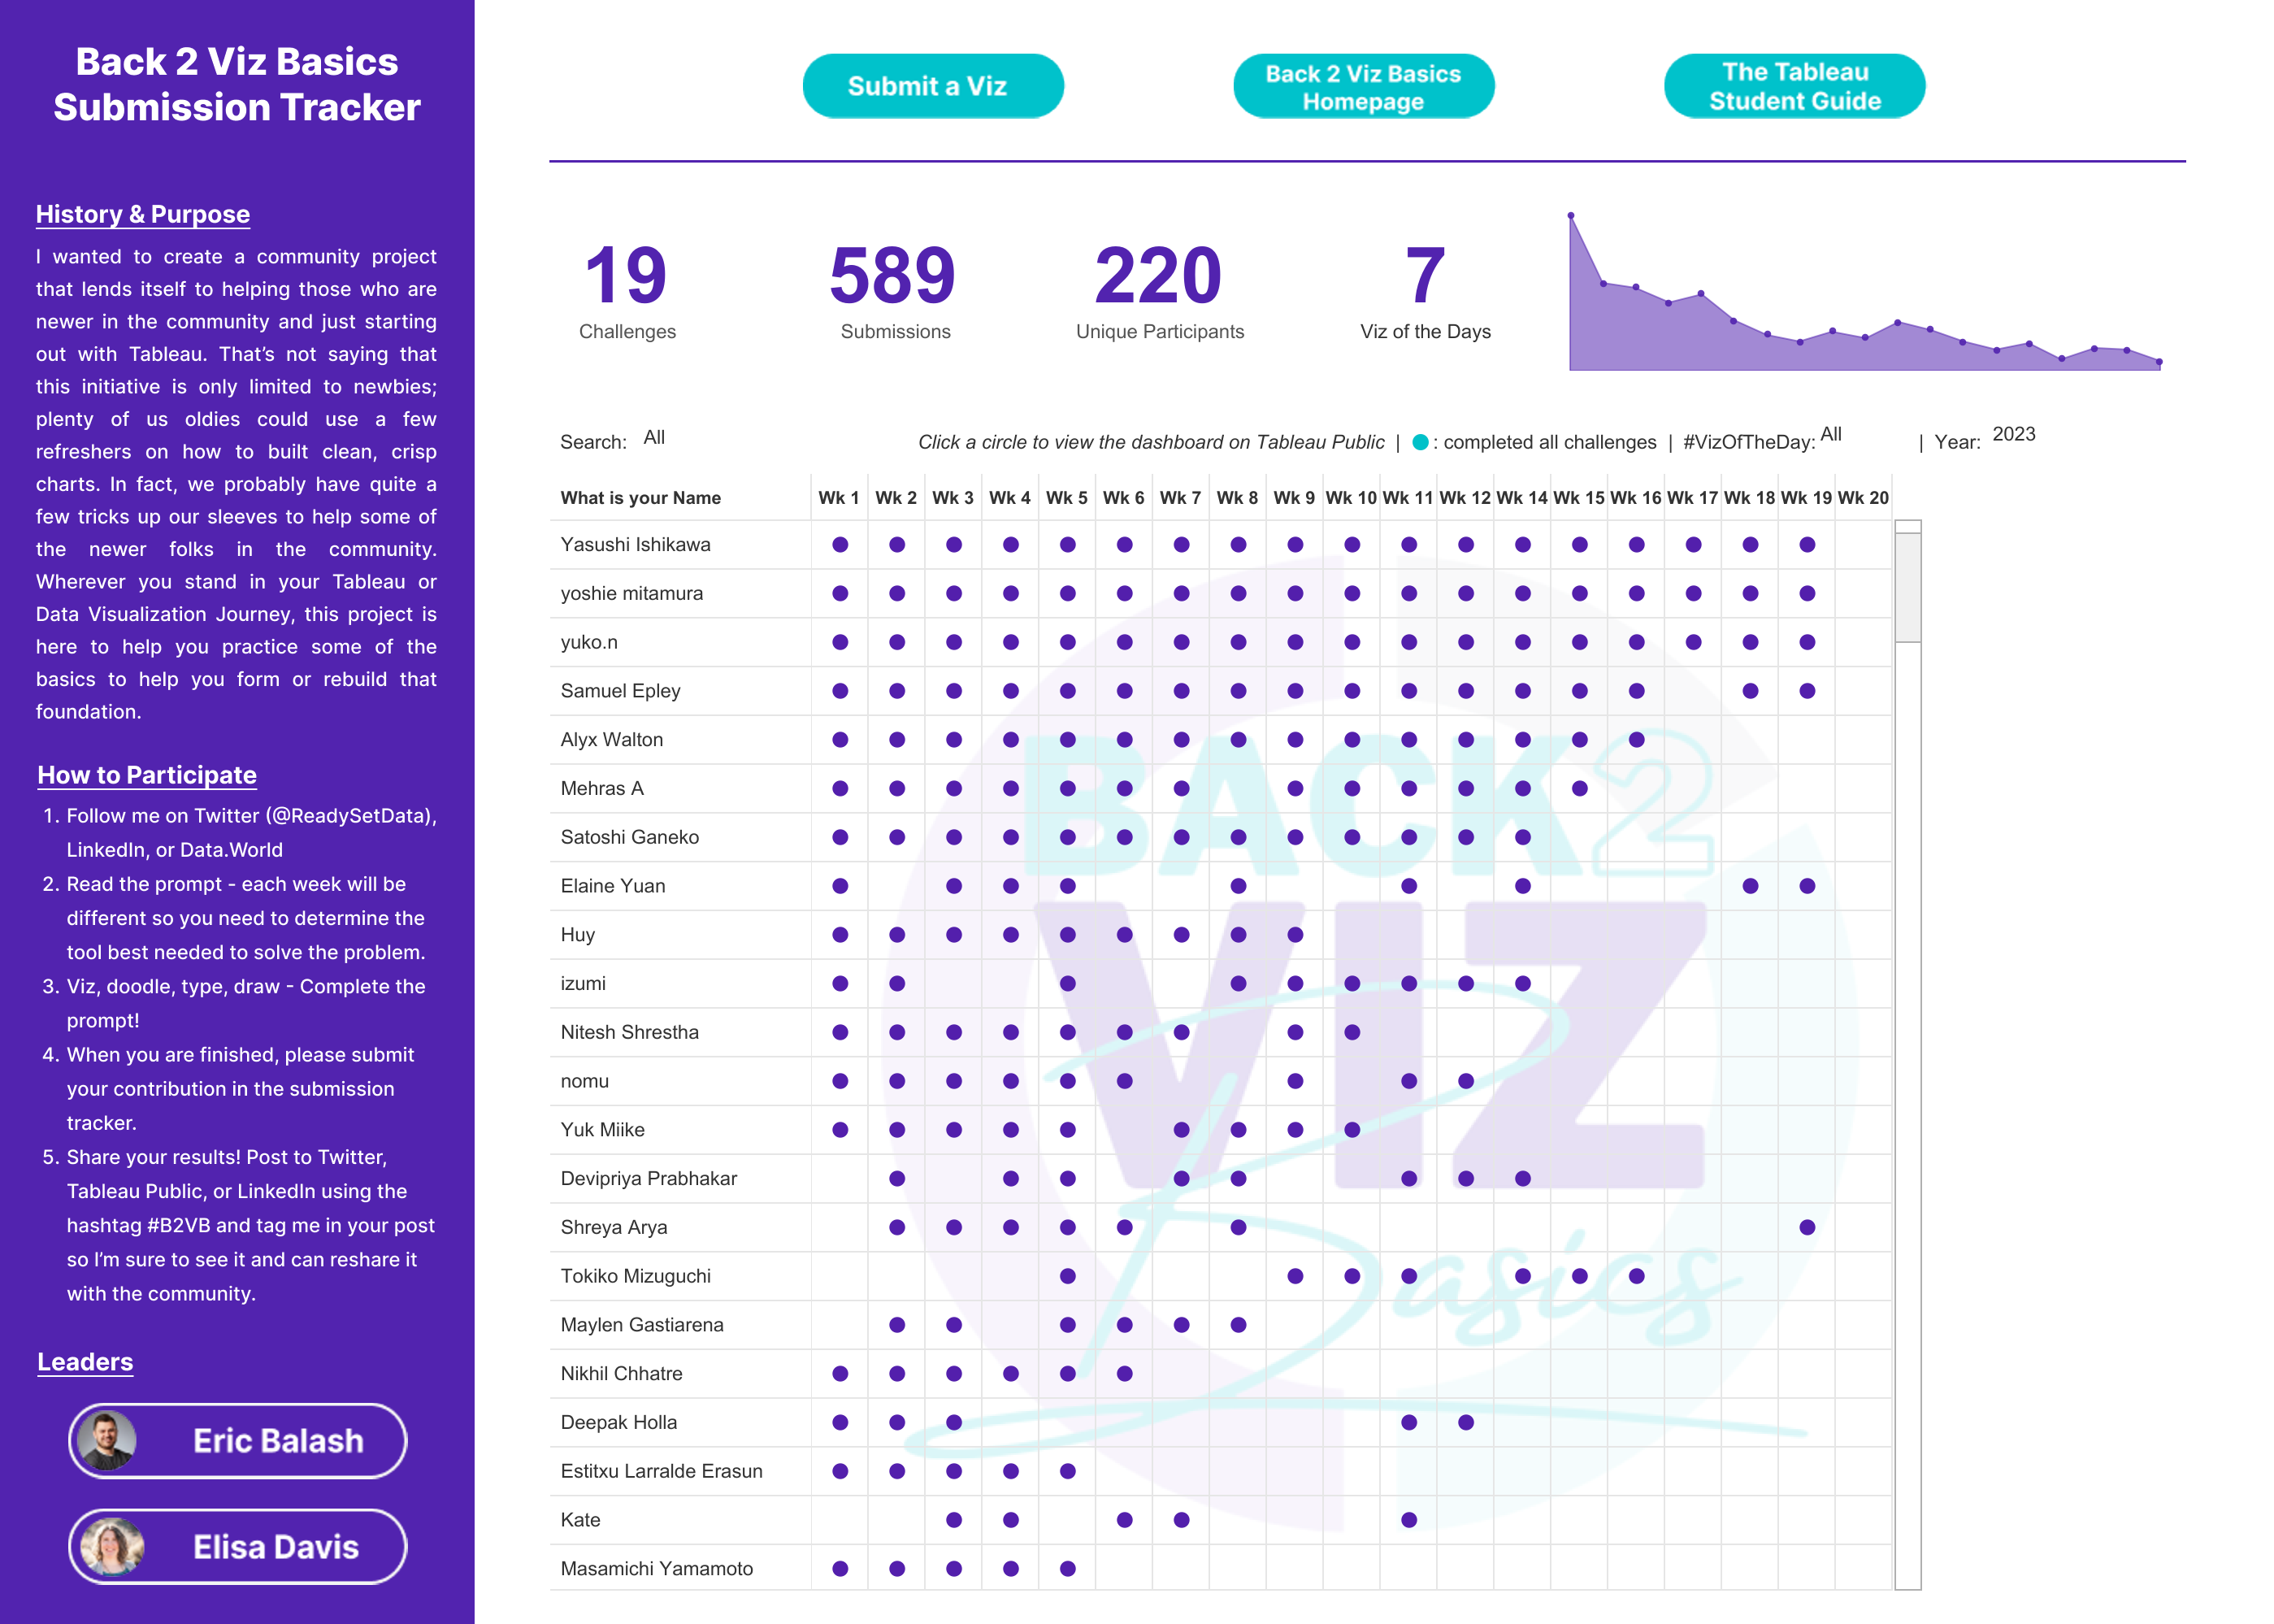 Back 2 Viz Basics
Submission Tracker
History & Purpose
I wanted to create a community project
that lends itself to helping those who are
newer in the community and just starting
out with Tableau. That’s not saying that
this initiative is only limited to newbies;
plenty of us oldies could use a few
refreshers on how to built clean, crisp
charts. In fact, we probably have quite a
few tricks up our sleeves to help some of
the newer folks in the community.
Wherever you stand in your Tableau or
Data Visualization Journey, this project is
here to help you practice some of the
basics to help you form or rebuild that
foundation.
How to Participate
1. Follow me on Twitter (@ReadySetData),
LinkedIn, or Data.World
2. Read the prompt - each week will be
different so you need to determine the
tool best needed to solve the problem.
3. Viz, doodle, type, draw - Complete the
prompt!
4. When you are finished, please submit
your contribution in the submission
tracker.
5. Share your results! Post to Twitter,
Tableau Public, or LinkedIn using the
hashtag #B2VB and tag me in your post
so I’m sure to see it and can reshare it
with the community.
Leaders
Eric Balash
Elisa Davis
Submit a Viz
Back 2 Viz Basics
Homepage
The Tableau
Student Guide
19
Challenges
589
Submissions
220
Unique Participants
7
Viz of the Days
Search: All
Click a circle to view the dashboard on Tableau Public | : completed all challenges | #VizOfTheDay: All | Year: 2023
What is your Name Wk 1 Wk 2 Wk 3 Wk 4 Wk 5 Wk 6 Wk 7 Wk 8 Wk 9 Wk 10 Wk 11 Wk 12 Wk 14 Wk 15 Wk 16 Wk 17 Wk 18 Wk 19 Wk 20
Yasushi Ishikawa
yoshie mitamura
yuko.n
Samuel Epley
Alyx Walton
Mehras A
Satoshi Ganeko
Elaine Yuan
Huy
izumi
Nitesh Shrestha
nomu
Yuk Miike
Devipriya Prabhakar
Shreya Arya
Tokiko Mizuguchi
Maylen Gastiarena
Nikhil Chhatre
Deepak Holla
Estitxu Larralde Erasun
Kate
Masamichi Yamamoto
BACK2
VIZ
Basics